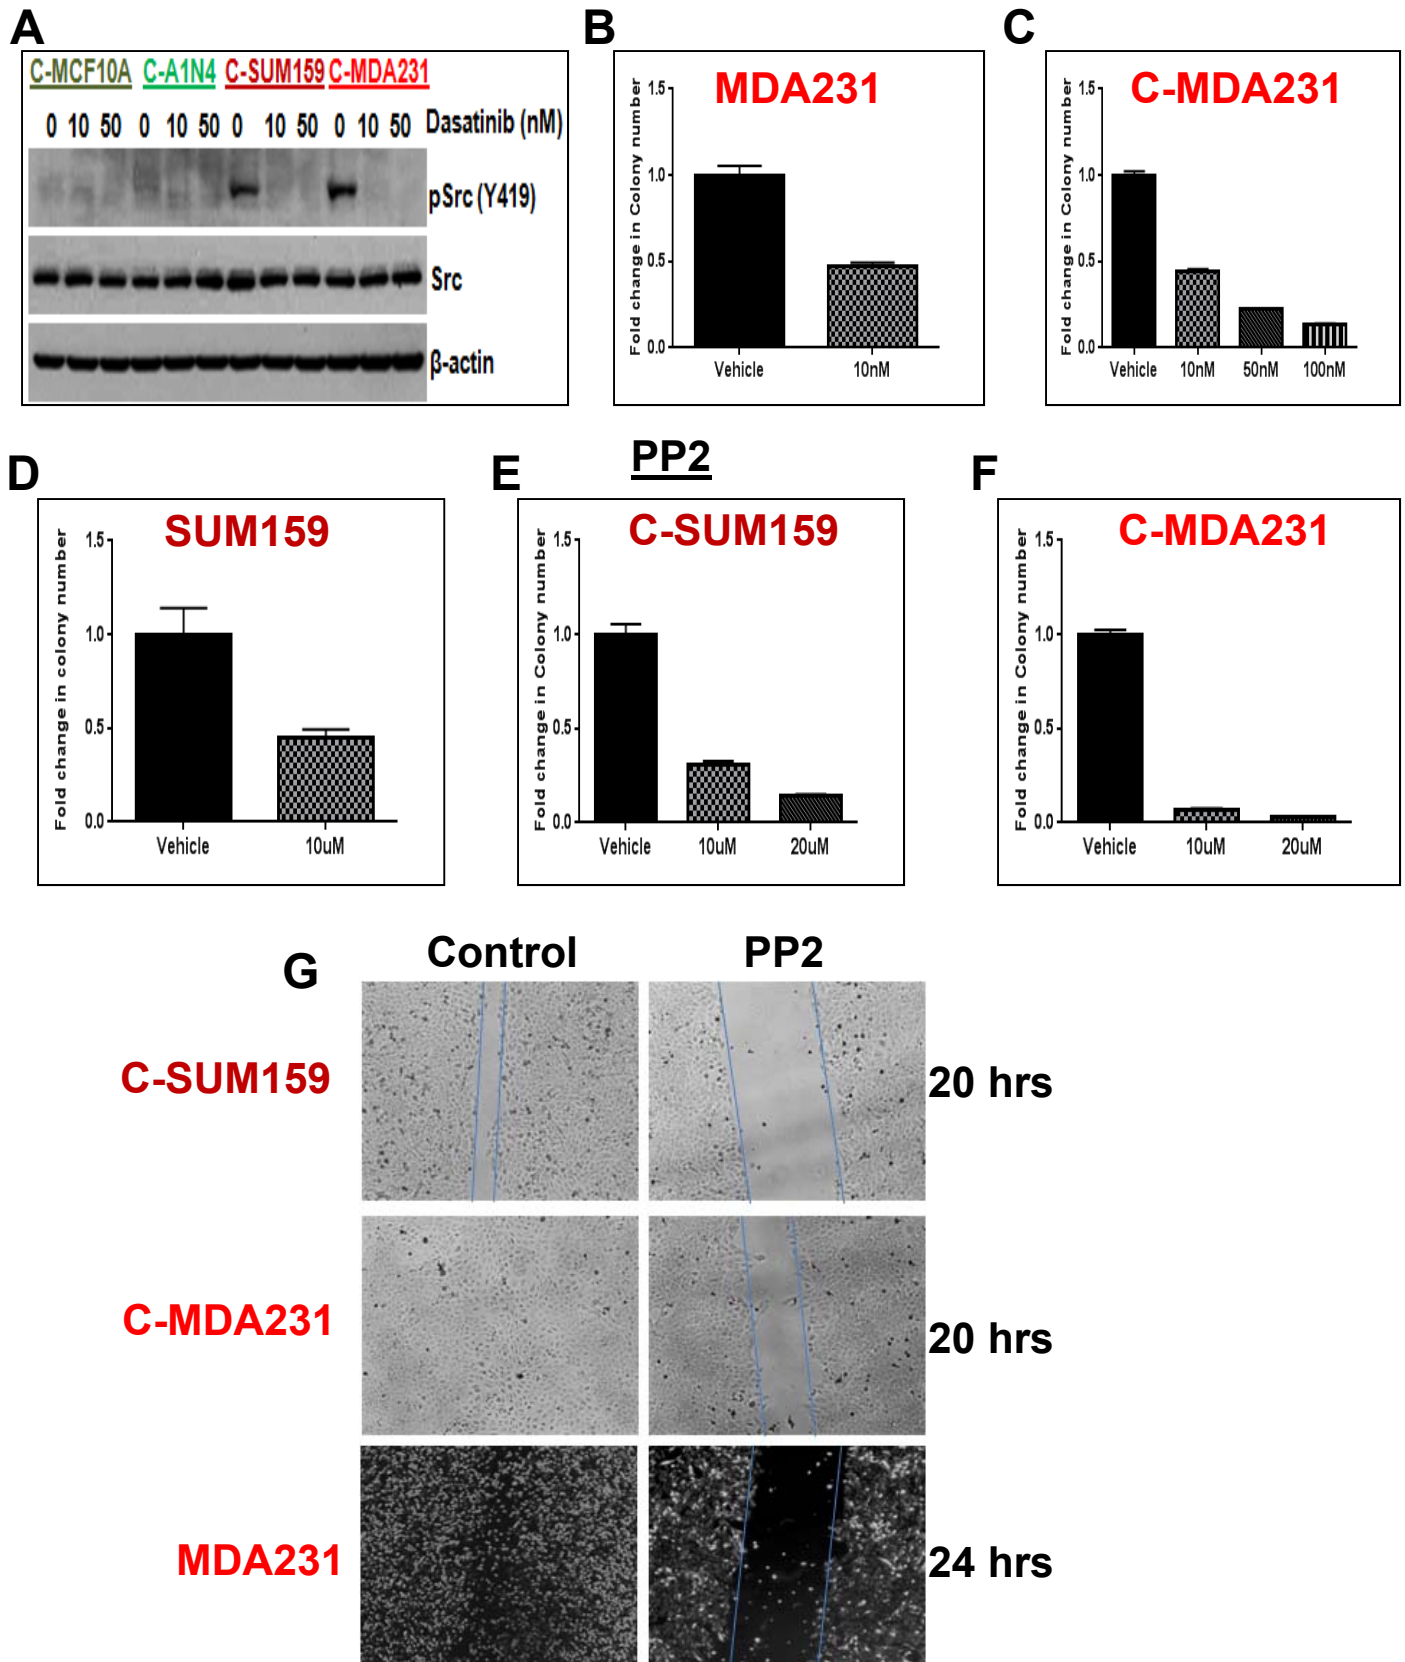 A
C-MCF10A C-A1N4 C-SUM159 C-MDA231
0 10 50 0 10 50 0 10 50 0 10 50 Dasatinib (nM)
pSrc (Y419)
Src
β-actin
B
MDA231
Fold change in Colony number
1.5
1.0
0.5
0.0
Vehicle 10nM
C
C-MDA231
Fold change in Colony number
1.5
1.0
0.5
0.0
Vehicle 10nM 50nM 100nM
PP2
D
SUM159
Fold change in colony number
1.5
1.0
0.5
0.0
Vehicle 10uM
E
C-SUM159
Fold change in Colony number
1.5
1.0
0.5
0.0
Vehicle 10uM 20uM
F
C-MDA231
Fold change in Colony number
1.5
1.0
0.5
0.0
Vehicle 10uM 20uM
G
Control PP2
C-SUM159 20 hrs
C-MDA231 20 hrs
MDA231 24 hrs